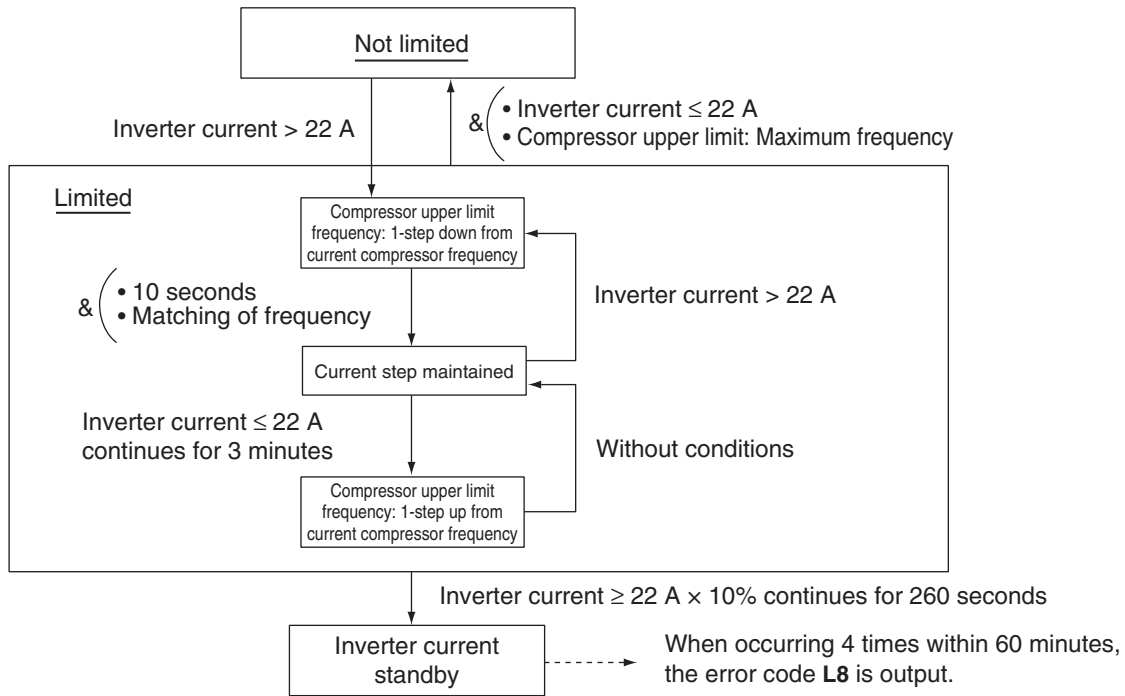 Not limited
Inverter current > 22 A
&
• Inverter current ≤ 22 A
• Compressor upper limit: Maximum frequency
Limited
Compressor upper limit
frequency: 1-step down from
current compressor frequency
&
• 10 seconds
• Matching of frequency
Inverter current > 22 A
Current step maintained
Inverter current ≤ 22 A
continues for 3 minutes
Without conditions
Compressor upper limit
frequency: 1-step up from
current compressor frequency
Inverter current ≥ 22 A × 10% continues for 260 seconds
Inverter current
standby
When occurring 4 times within 60 minutes,
the error code L8 is output.